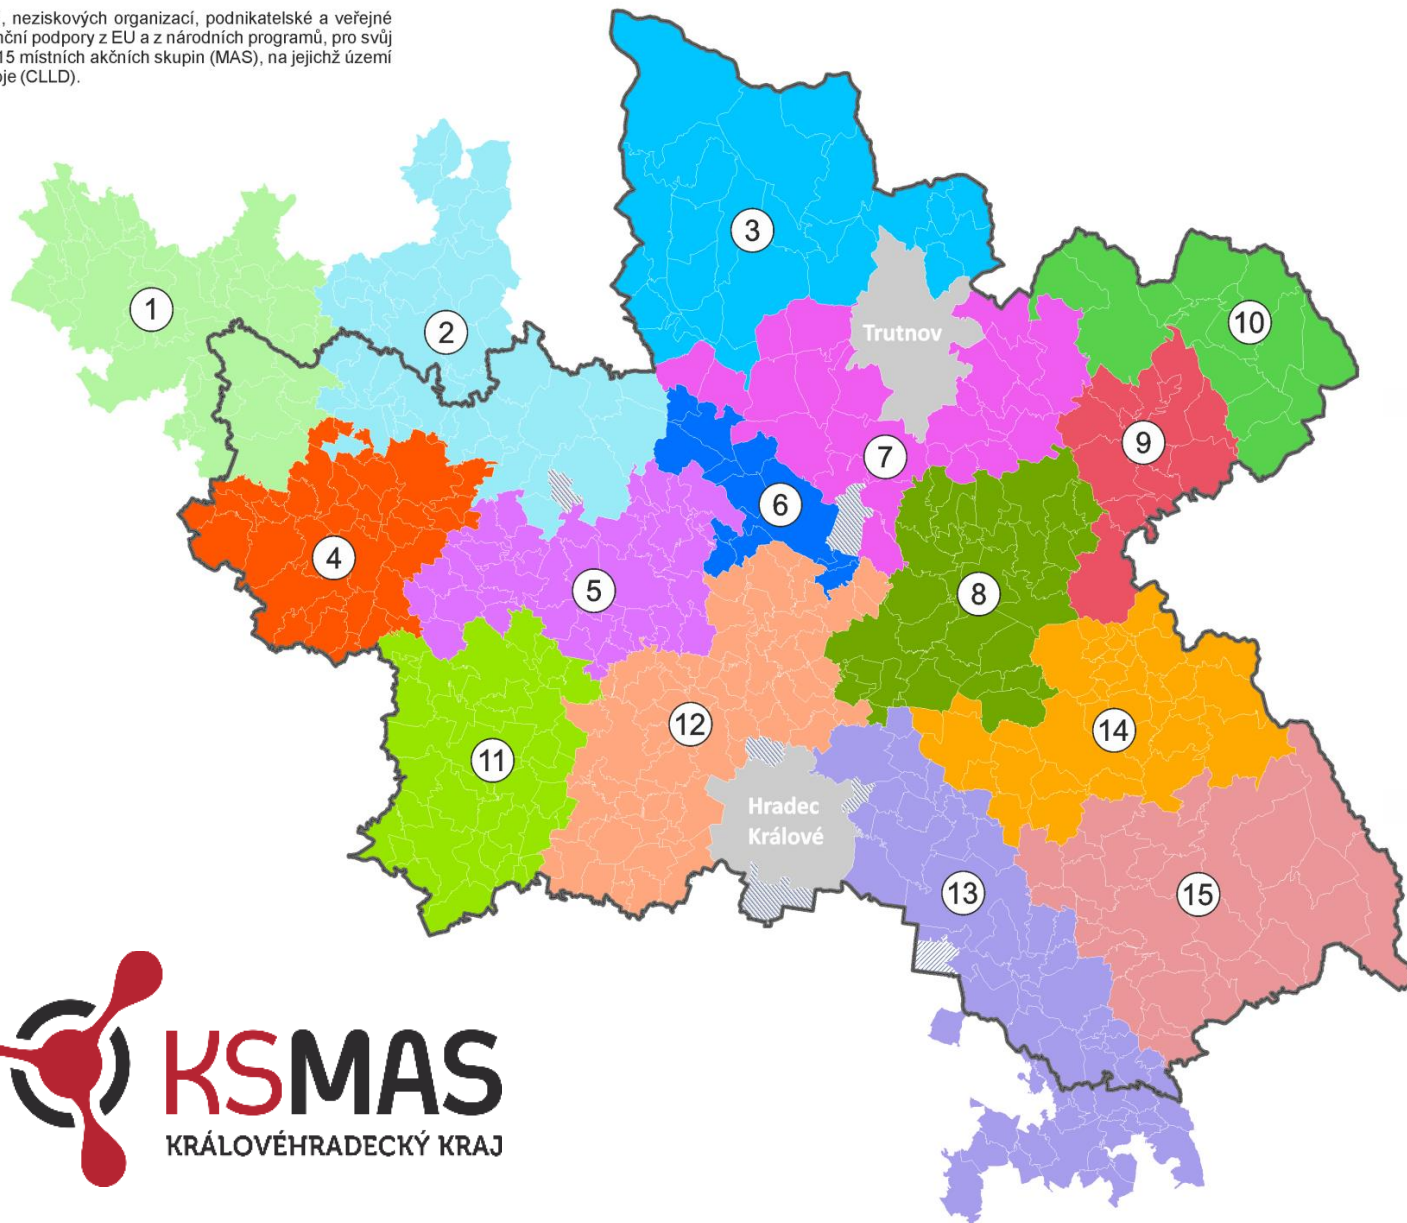 , neziskových organizací, podnikatelské a veřejné
nční podpory z EU a z národních programů, pro svůj
15 místních akčních skupin (MAS), na jejichž území
oje (CLLD).
3
1
2
Trutnov
10
9
7
6
4
5
8
12
14
11
Hradec
Králové
13
15
KSMAS
KRÁLOVÉHRADECKÝ KRAJ